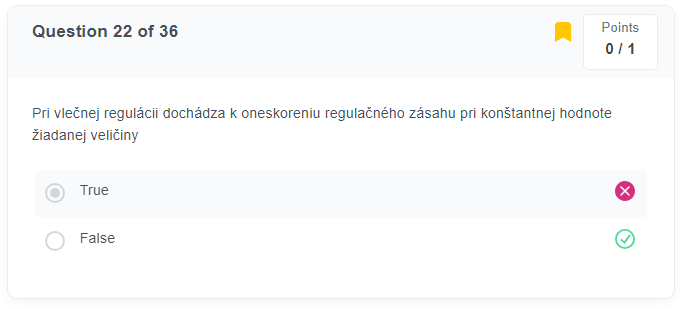 Question 22 of 36
Points
0 / 1
Pri vlečnej regulácii dochádza k oneskoreniu regulačného zásahu pri konštantnej hodnote
žiadanej veličiny
True
False